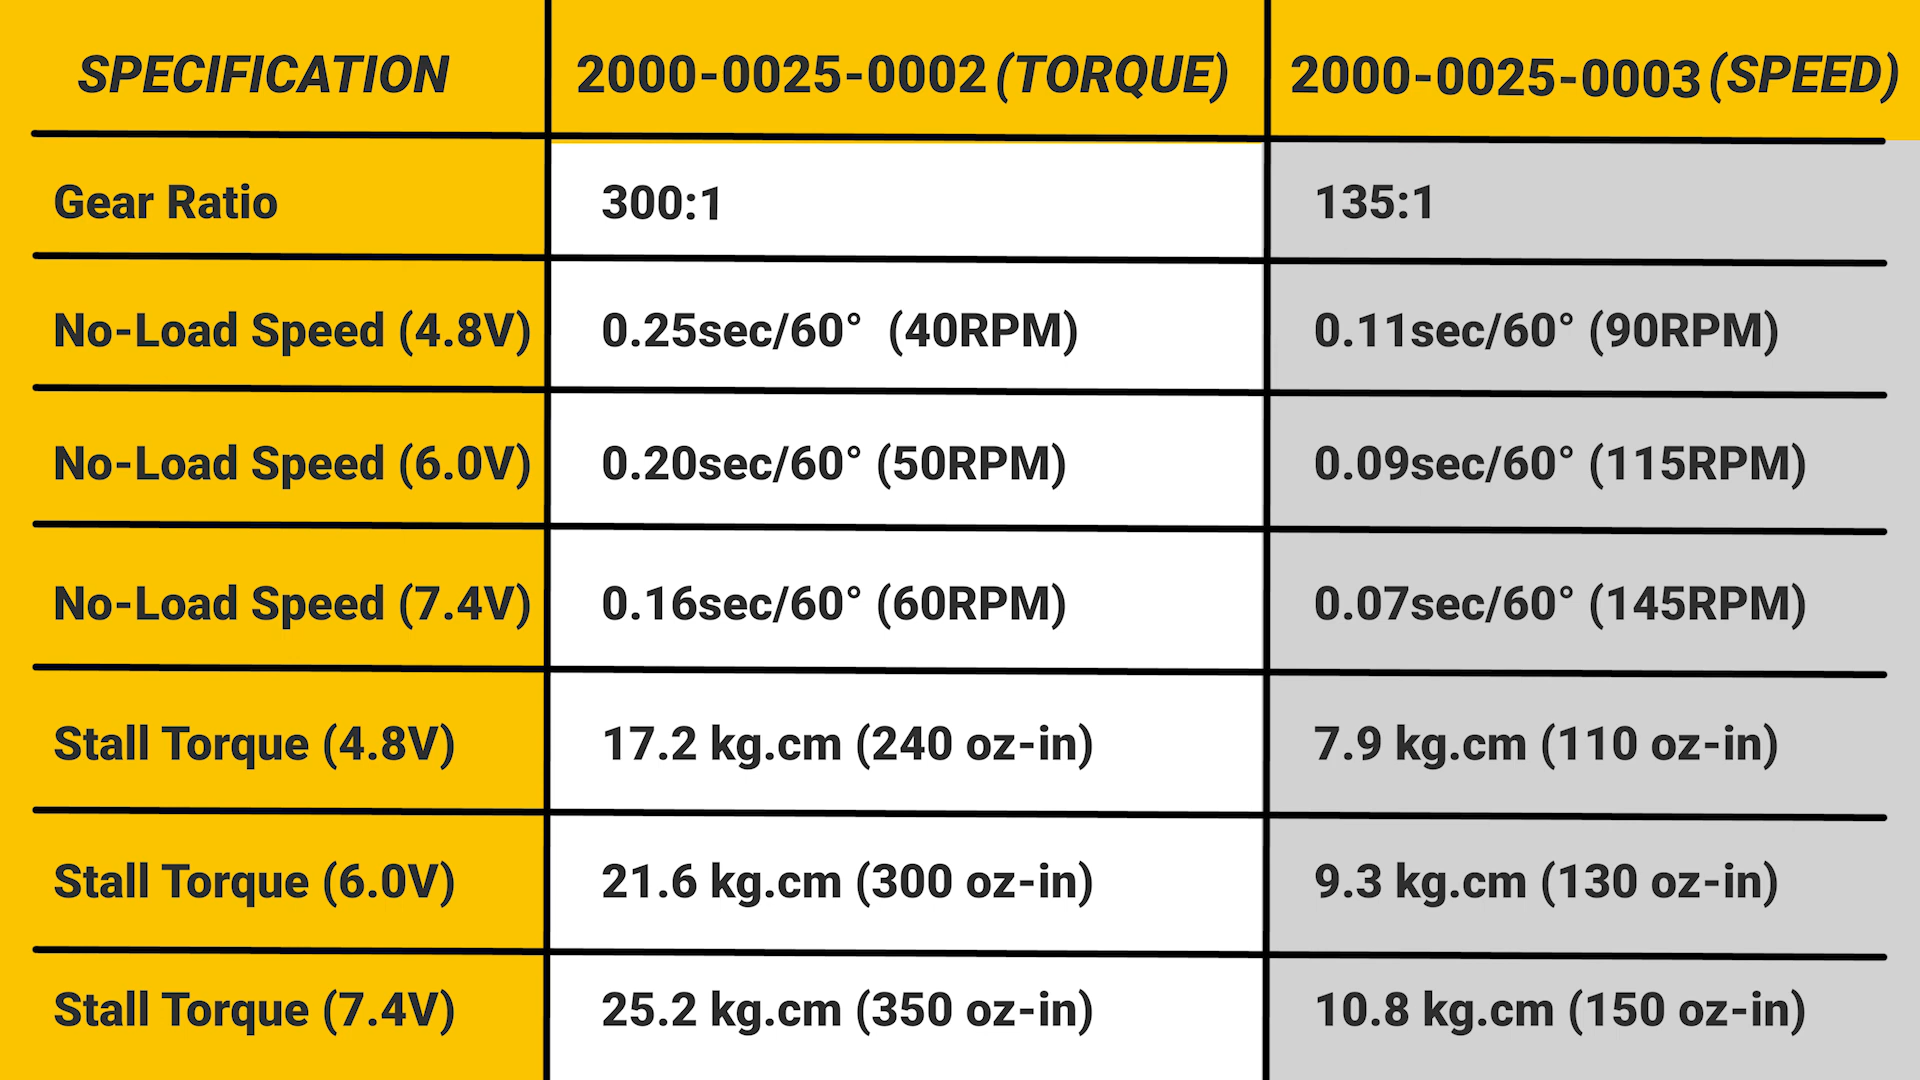 SPECIFICATION 2000-0025-0002 (TORQUE) 2000-0025-0003 (SPEED)
Gear Ratio 300:1 135:1
No-Load Speed (4.8V) 0.25sec/60° (40RPM) 0.11sec/60° (90RPM)
No-Load Speed (6.0V) 0.20sec/60° (50RPM) 0.09sec/60° (115RPM)
No-Load Speed (7.4V) 0.16sec/60° (60RPM) 0.07sec/60° (145RPM)
Stall Torque (4.8V) 17.2 kg.cm (240 oz-in) 7.9 kg.cm (110 oz-in)
Stall Torque (6.0V) 21.6 kg.cm (300 oz-in) 9.3 kg.cm (130 oz-in)
Stall Torque (7.4V) 25.2 kg.cm (350 oz-in) 10.8 kg.cm (150 oz-in)